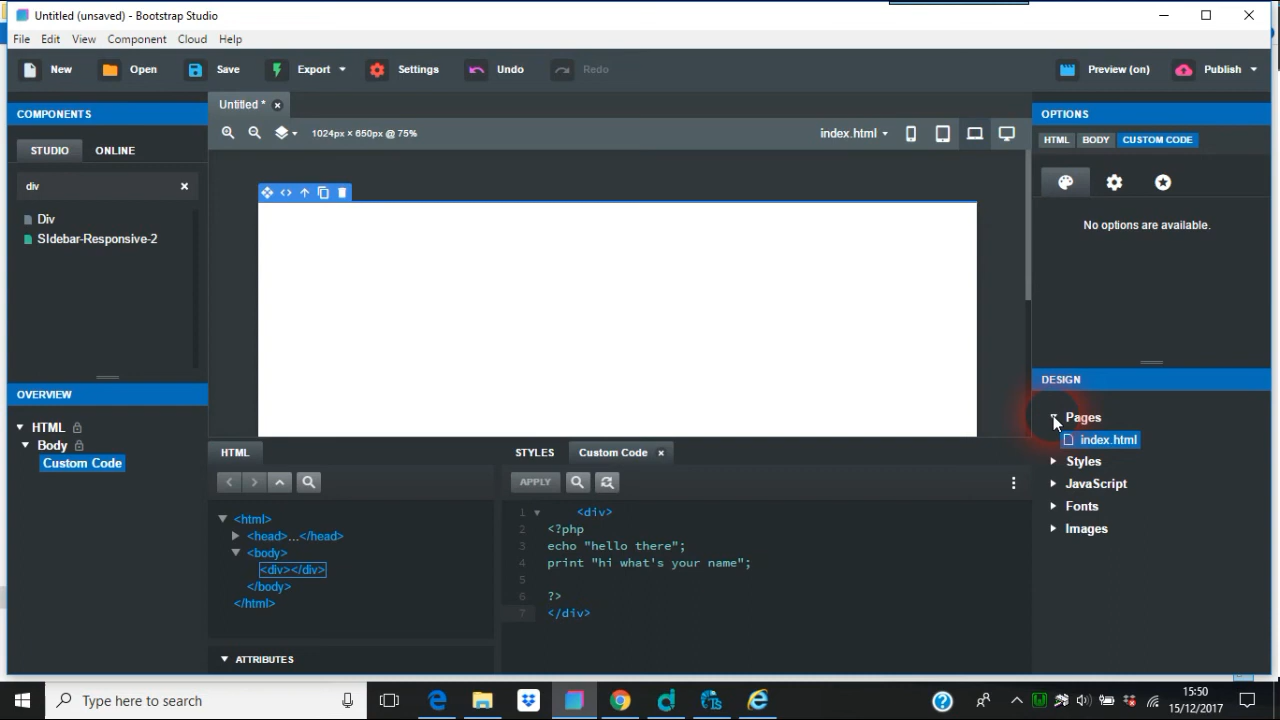 Untitled (unsaved) - Bootstrap Studio
File Edit View Component Cloud Help
New Open Save Export Settings Undo Redo Preview (on) Publish
COMPONENTS
STUDIO ONLINE
div
Div
SIdebar-Responsive-2
OVERVIEW
HTML
Body
Custom Code
Untitled *
1024px × 650px @ 75%
index.html
HTML
<html>
<head>...</head>
<body>
<div></div>
</body>
</html>
ATTRIBUTES
STYLES Custom Code
APPLY
1 <div>
2 <?php
3 echo "hello there";
4 print "hi what's your name";
5
6 ?>
7 </div>
OPTIONS
HTML BODY CUSTOM CODE
No options are available.
DESIGN
Pages
index.html
Styles
JavaScript
Fonts
Images
Type here to search
15:50
15/12/2017